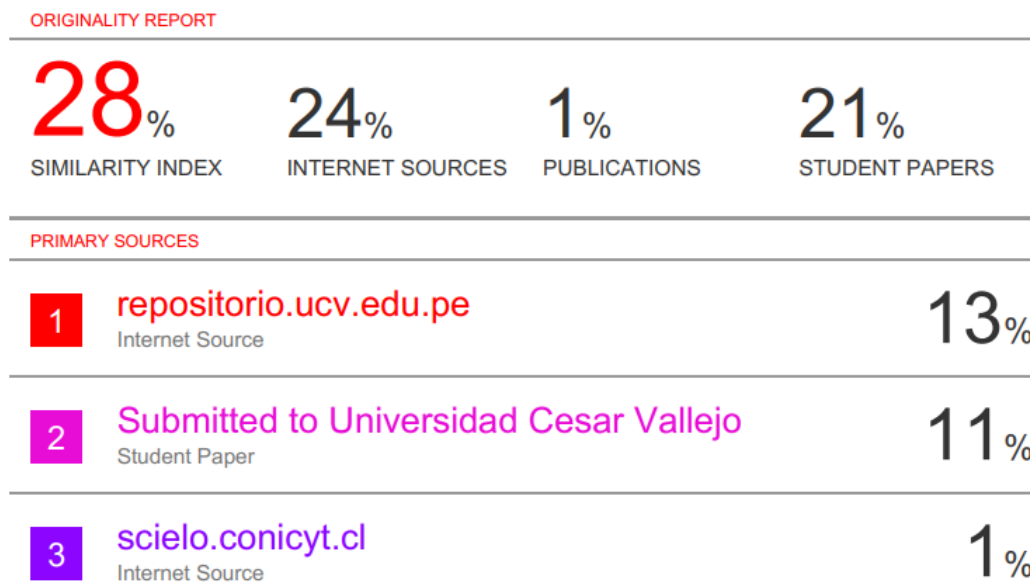 ORIGINALITY REPORT
28% 24% 1% 21%
SIMILARITY INDEX INTERNET SOURCES PUBLICATIONS STUDENT PAPERS
PRIMARY SOURCES
1 repositorio.ucv.edu.pe 13%
Internet Source
2 Submitted to Universidad Cesar Vallejo 11%
Student Paper
3 scielo.conicyt.cl 1%
Internet Source